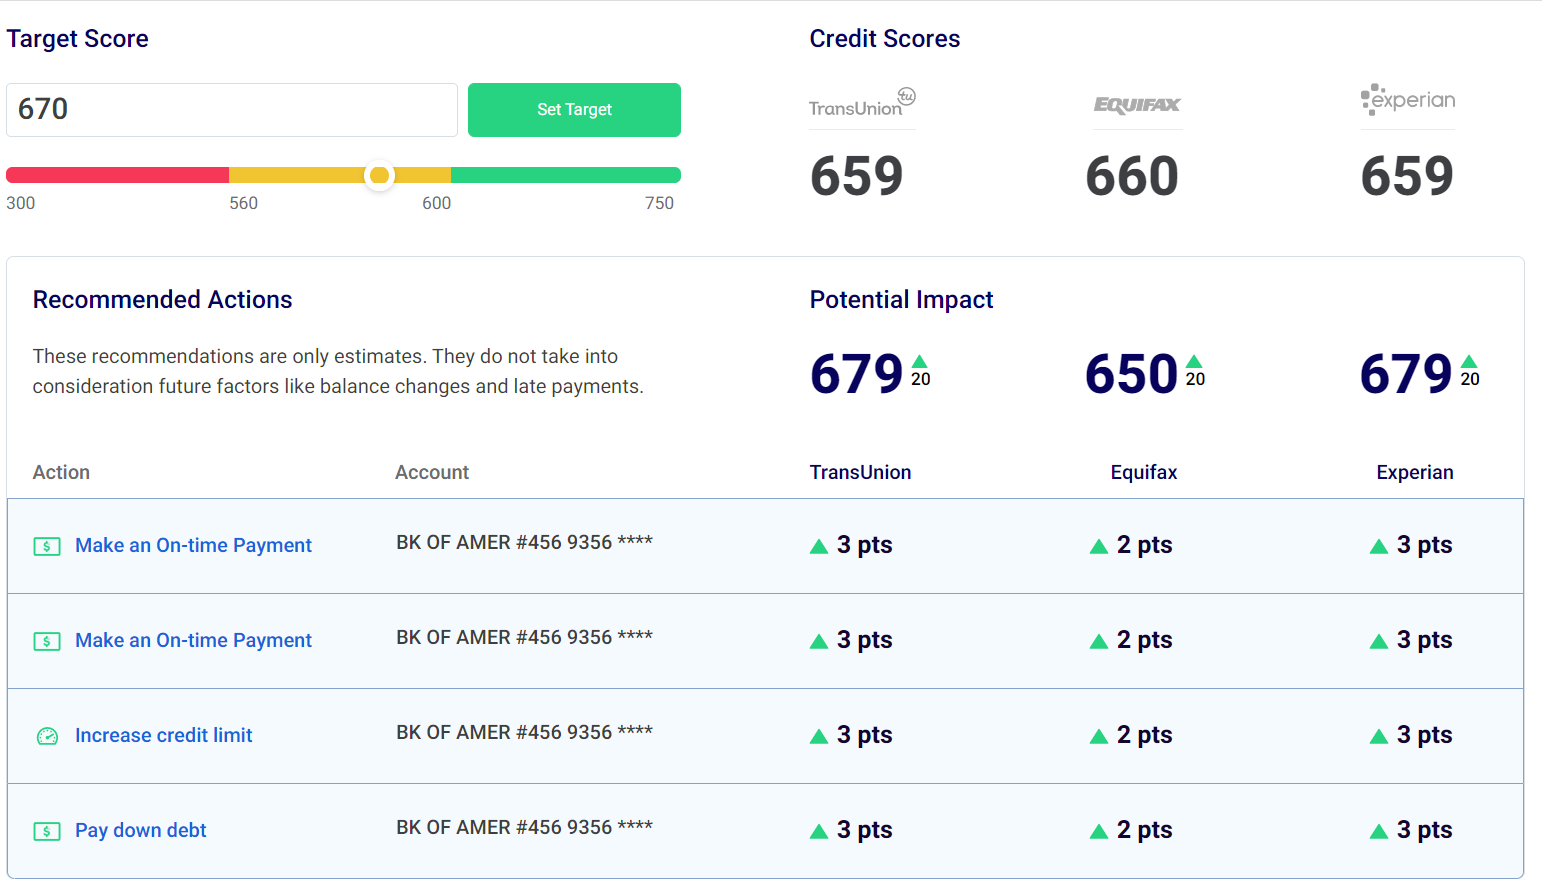 Target Score
Credit Scores
670
Set Target
TransUnion tu
EQUIFAX
experian
659
660
659
300
560
600
750
Recommended Actions
Potential Impact
These recommendations are only estimates. They do not take into
consideration future factors like balance changes and late payments.
679 20
650 20
679 20
Action
Account
TransUnion
Equifax
Experian
$ Make an On-time Payment
BK OF AMER #456 9356 ****
3 pts
2 pts
3 pts
$ Make an On-time Payment
BK OF AMER #456 9356 ****
3 pts
2 pts
3 pts
Increase credit limit
BK OF AMER #456 9356 ****
3 pts
2 pts
3 pts
$ Pay down debt
BK OF AMER #456 9356 ****
3 pts
2 pts
3 pts